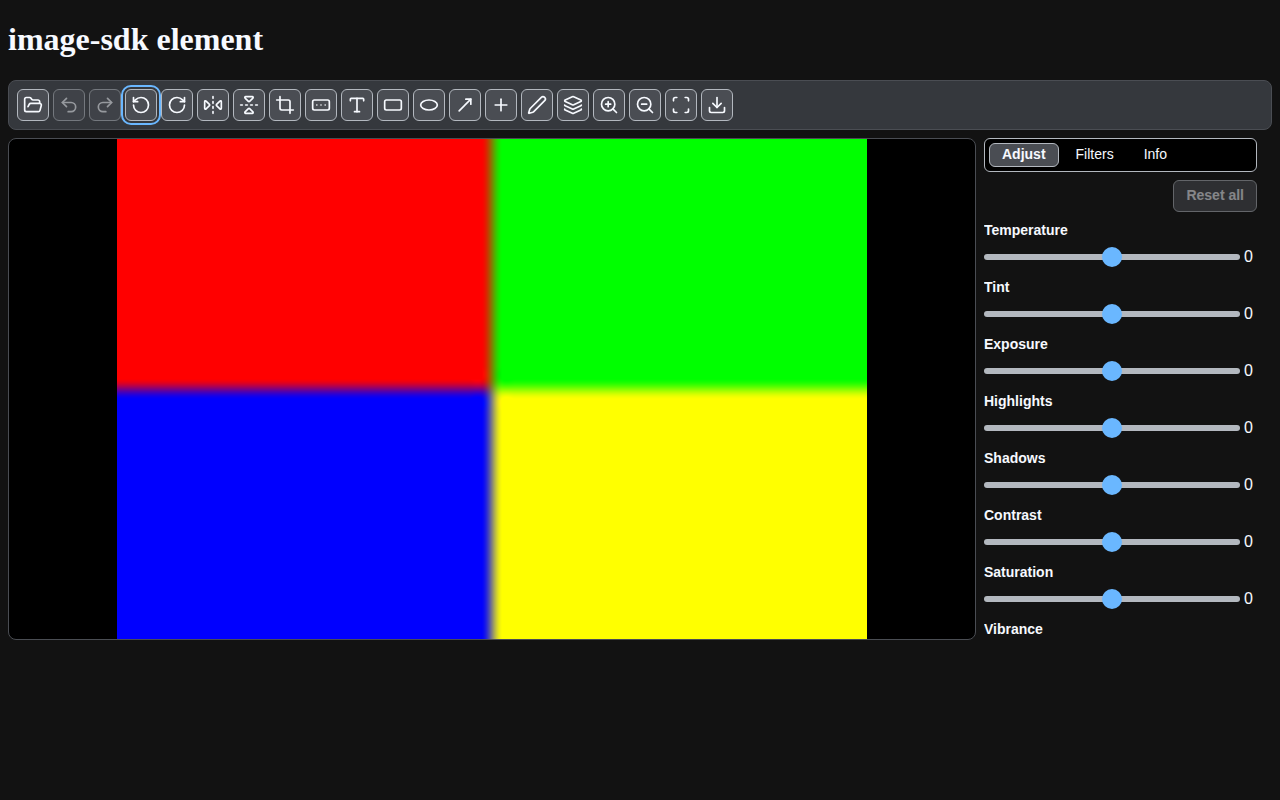 image-sdk element
Adjust Filters Info
Reset all
Temperature
0
Tint
0
Exposure
0
Highlights
0
Shadows
0
Contrast
0
Saturation
0
Vibrance